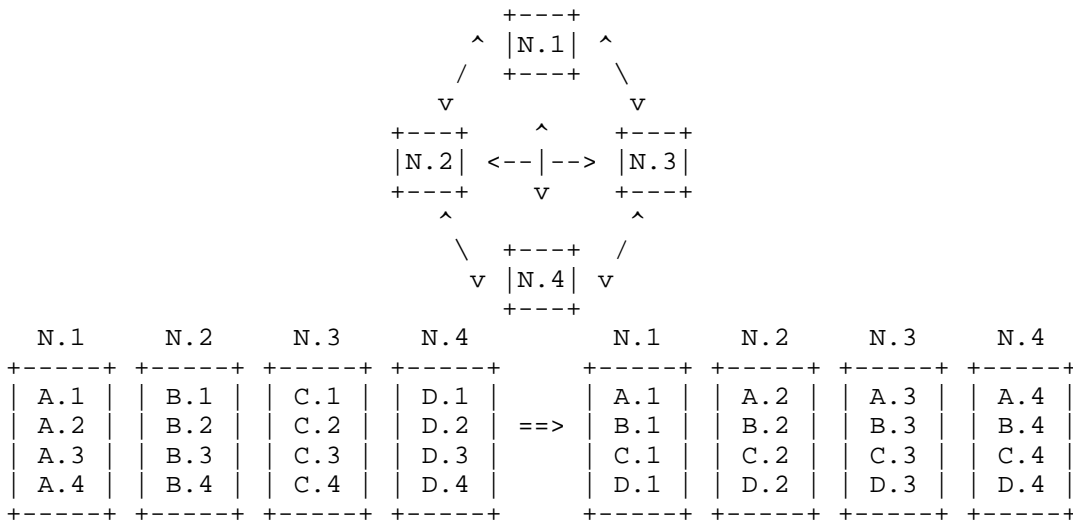 +---+
^ |N.1| ^
/ +---+ \
v v
+---+ ^ +---+
|N.2| <--|--> |N.3|
+---+ v +---+
^ ^
\ +---+ /
v |N.4| v
+---+
N.1 N.2 N.3 N.4 N.1 N.2 N.3 N.4
+-----+ +-----+ +-----+ +-----+ +-----+ +-----+ +-----+ +-----+
| A.1 | | B.1 | | C.1 | | D.1 | | A.1 | | A.2 | | A.3 | | A.4 |
| A.2 | | B.2 | | C.2 | | D.2 | ==> | B.1 | | B.2 | | B.3 | | B.4 |
| A.3 | | B.3 | | C.3 | | D.3 | | C.1 | | C.2 | | C.3 | | C.4 |
| A.4 | | B.4 | | C.4 | | D.4 | | D.1 | | D.2 | | D.3 | | D.4 |
+-----+ +-----+ +-----+ +-----+ +-----+ +-----+ +-----+ +-----+